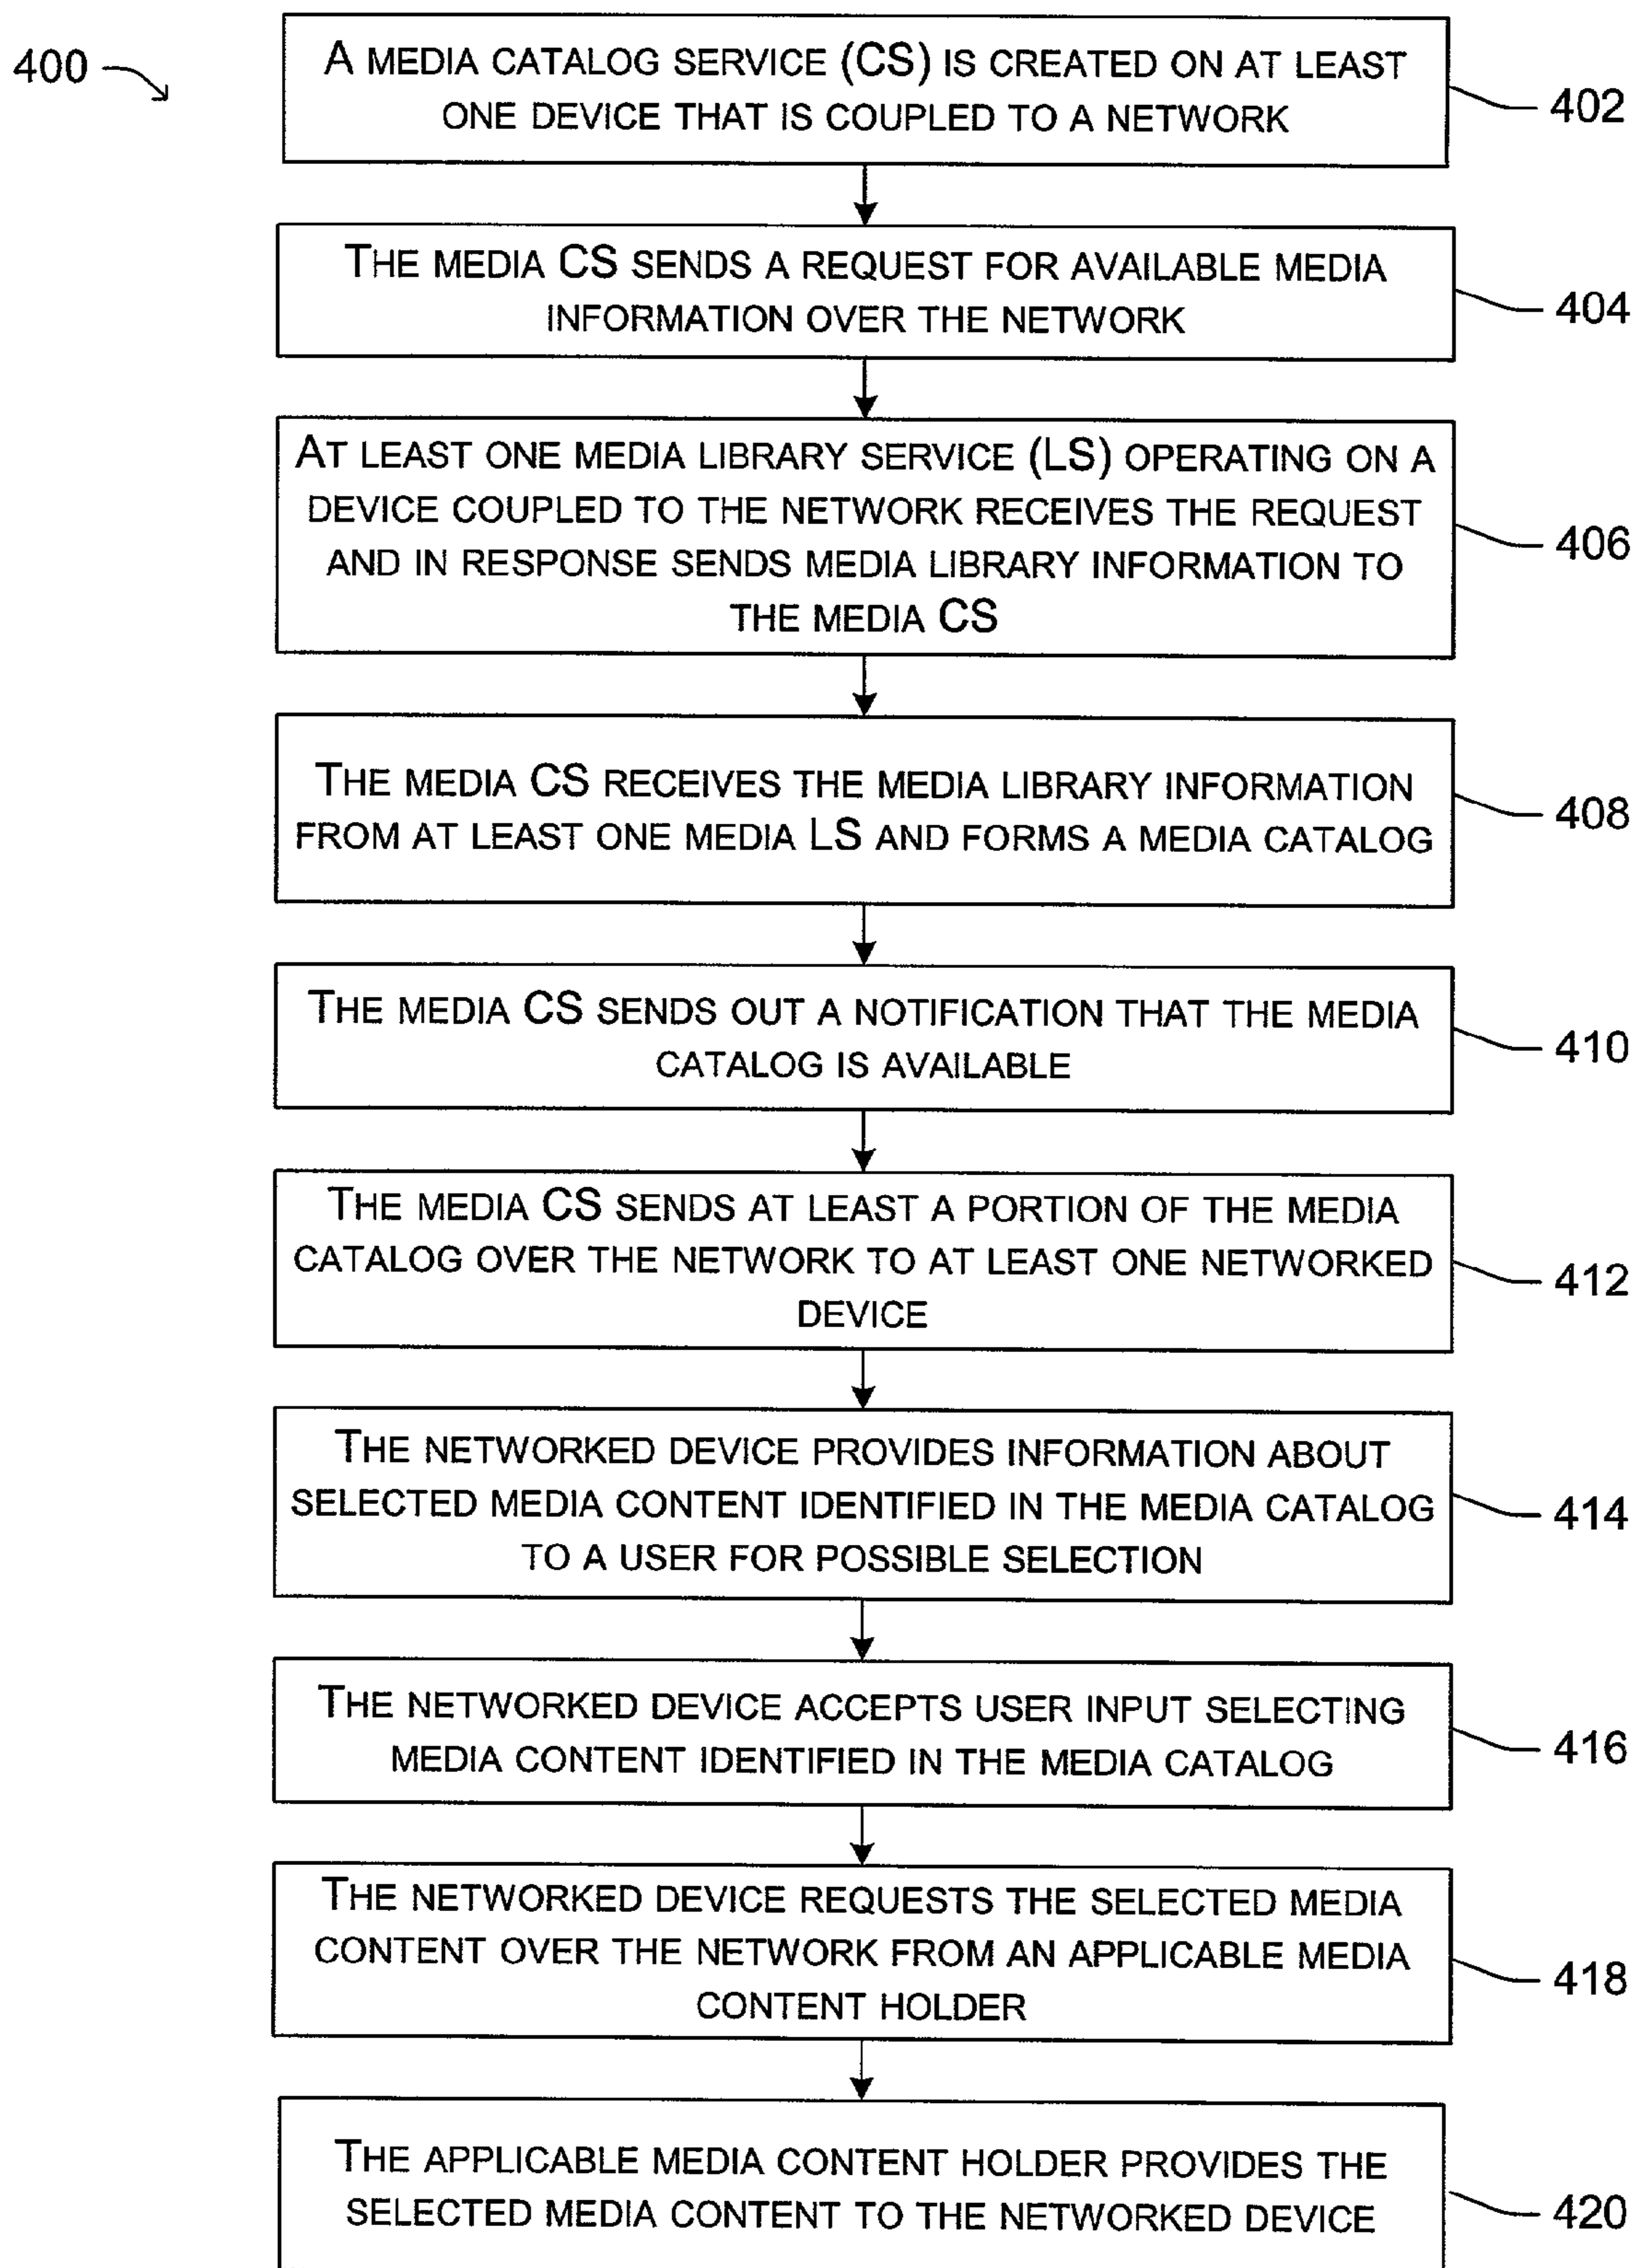 400
A MEDIA CATALOG SERVICE (CS) IS CREATED ON AT LEAST
ONE DEVICE THAT IS COUPLED TO A NETWORK
402
THE MEDIA CS SENDS A REQUEST FOR AVAILABLE MEDIA
INFORMATION OVER THE NETWORK
404
AT LEAST ONE MEDIA LIBRARY SERVICE (LS) OPERATING ON A
DEVICE COUPLED TO THE NETWORK RECEIVES THE REQUEST
AND IN RESPONSE SENDS MEDIA LIBRARY INFORMATION TO
THE MEDIA CS
406
THE MEDIA CS RECEIVES THE MEDIA LIBRARY INFORMATION
FROM AT LEAST ONE MEDIA LS AND FORMS A MEDIA CATALOG
408
THE MEDIA CS SENDS OUT A NOTIFICATION THAT THE MEDIA
CATALOG IS AVAILABLE
410
THE MEDIA CS SENDS AT LEAST A PORTION OF THE MEDIA
CATALOG OVER THE NETWORK TO AT LEAST ONE NETWORKED
DEVICE
412
THE NETWORKED DEVICE PROVIDES INFORMATION ABOUT
SELECTED MEDIA CONTENT IDENTIFIED IN THE MEDIA CATALOG
TO A USER FOR POSSIBLE SELECTION
414
THE NETWORKED DEVICE ACCEPTS USER INPUT SELECTING
MEDIA CONTENT IDENTIFIED IN THE MEDIA CATALOG
416
THE NETWORKED DEVICE REQUESTS THE SELECTED MEDIA
CONTENT OVER THE NETWORK FROM AN APPLICABLE MEDIA
CONTENT HOLDER
418
THE APPLICABLE MEDIA CONTENT HOLDER PROVIDES THE
SELECTED MEDIA CONTENT TO THE NETWORKED DEVICE
420